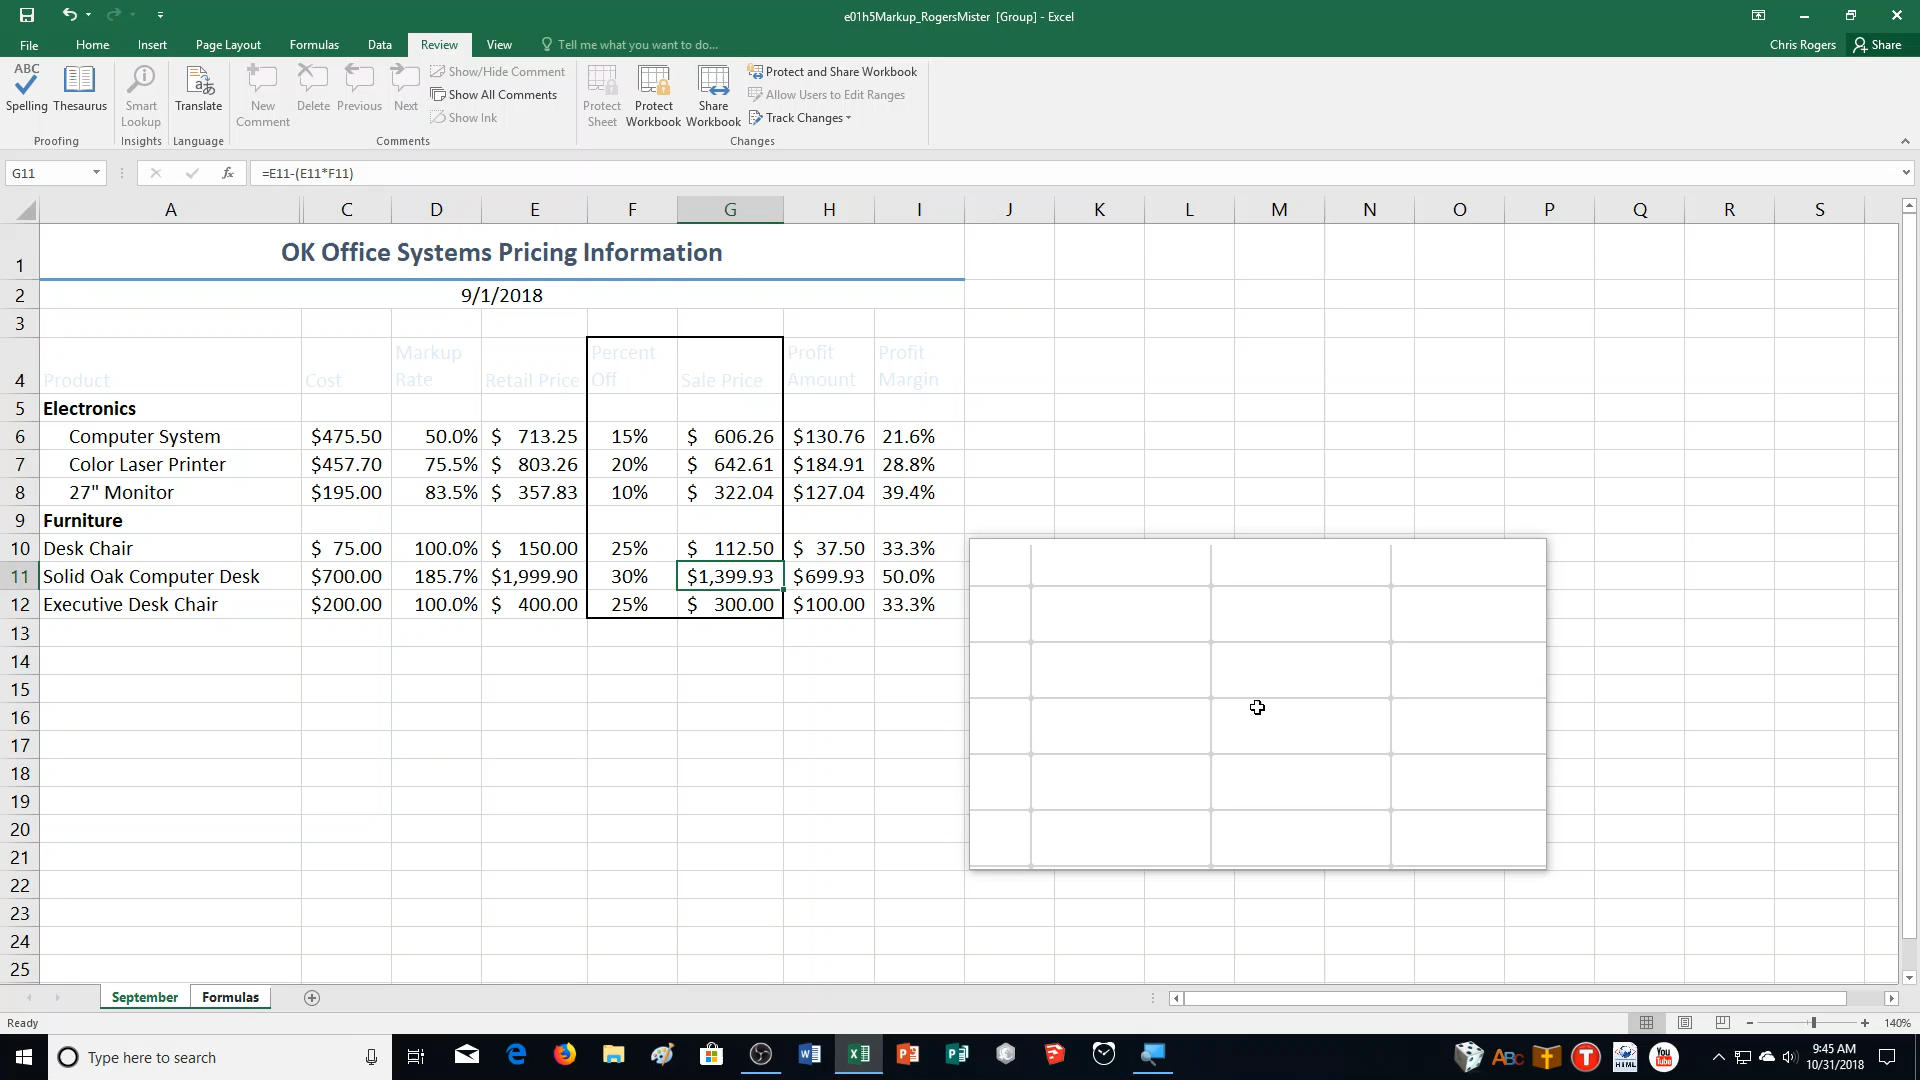 e01h5Markup_RogersMister [Group] - Excel
File Home Insert Page Layout Formulas Data Review View Tell me what you want to do... Chris Rogers Share
ABC
Spelling Thesaurus Smart Lookup Translate New Comment Delete Previous Next
Show/Hide Comment
Show All Comments
Show Ink
Protect Sheet Protect Workbook Share Workbook
Protect and Share Workbook
Allow Users to Edit Ranges
Track Changes
Proofing Insights Language Comments Changes
G11 fx =E11-(E11*F11)
A C D E F G H I J K L M N O P Q R S
1 OK Office Systems Pricing Information
2 9/1/2018
3
4 Product Cost Markup Rate Retail Price Percent Off Sale Price Profit Amount Profit Margin
5 Electronics
6 Computer System $475.50 50.0% $ 713.25 15% $ 606.26 $130.76 21.6%
7 Color Laser Printer $457.70 75.5% $ 803.26 20% $ 642.61 $184.91 28.8%
8 27" Monitor $195.00 83.5% $ 357.83 10% $ 322.04 $127.04 39.4%
9 Furniture
10 Desk Chair $ 75.00 100.0% $ 150.00 25% $ 112.50 $ 37.50 33.3%
11 Solid Oak Computer Desk $700.00 185.7% $1,999.90 30% $1,399.93 $699.93 50.0%
12 Executive Desk Chair $200.00 100.0% $ 400.00 25% $ 300.00 $100.00 33.3%
13
14
15
16
17
18
19
20
21
22
23
24
25
September Formulas
Ready 140%
Type here to search
ABC
T
HTML
You Tube
9:45 AM
10/31/2018